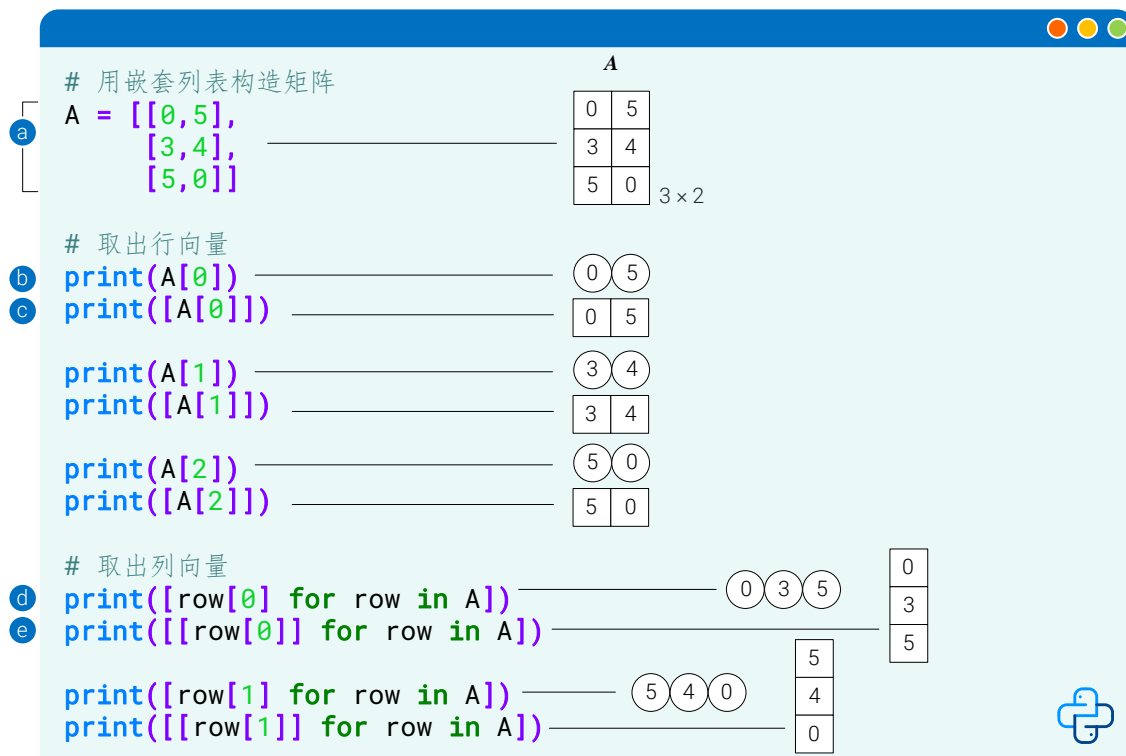 A
# 用嵌套列表构造矩阵
a
A = [[0,5],
[3,4],
[5,0]]
0 5
3 4
5 0
3 × 2
# 取出行向量
b print(A[0]) 0 5
c print([A[0]]) 0 5
print(A[1]) 3 4
print([A[1]]) 3 4
print(A[2]) 5 0
print([A[2]]) 5 0
# 取出列向量
d print([row[0] for row in A]) 0 3 5
e print([[row[0]] for row in A])
0
3
5
print([row[1] for row in A]) 5 4 0
print([[row[1]] for row in A])
5
4
0